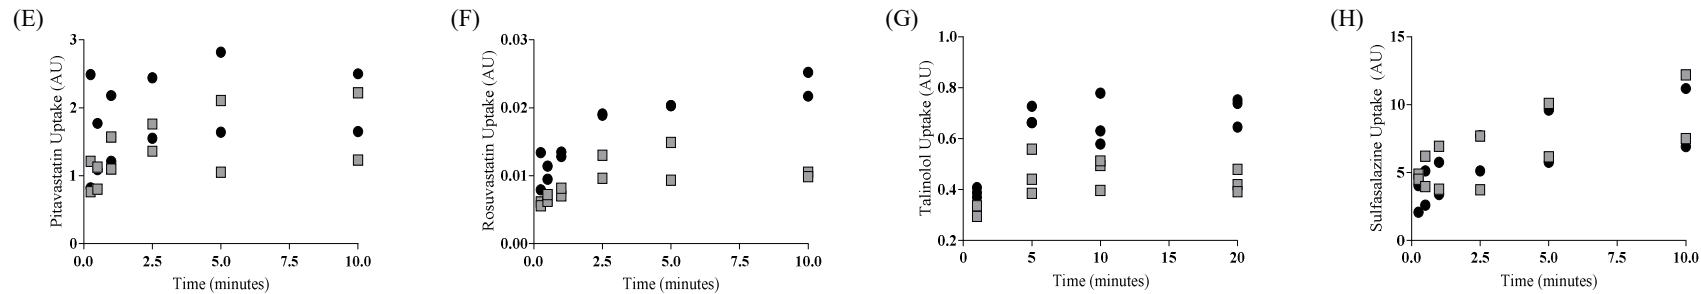 (E)
Pitavastatin Uptake (AU)
3
2
1
0
0.0 2.5 5.0 7.5 10.0
Time (minutes)
(F)
Rosuvastatin Uptake (AU)
0.03
0.02
0.01
0.00
0.0 2.5 5.0 7.5 10.0
Time (minutes)
(G)
Talinolol Uptake (AU)
1.0
0.8
0.6
0.4
0.2
0 5 10 15 20
Time (minutes)
(H)
Sulfasalazine Uptake (AU)
15
10
5
0
0.0 2.5 5.0 7.5 10.0
Time (minutes)